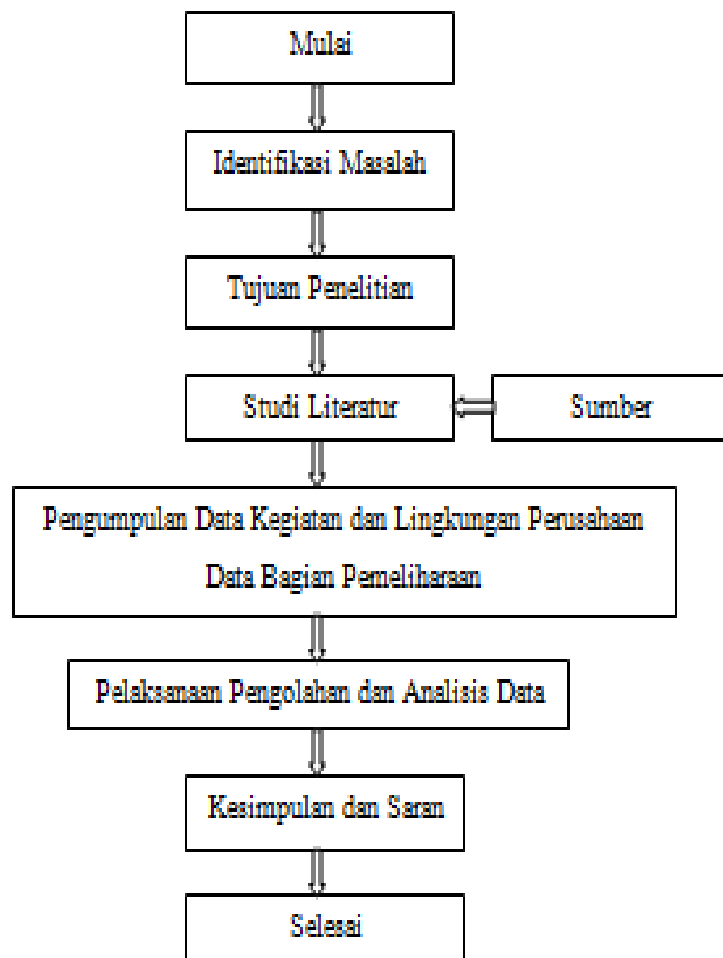 Mulai
Identifikasi Masalah
Tujuan Penelitian
Studi Literatur
Sumber
Pengumpulan Data Kegiatan dan Lingkungan Perusahaan
Data Bagian Pemeliharaan
Pelaksanaan Pengolahan dan Analisis Data
Kesimpulan dan Saran
Selesai